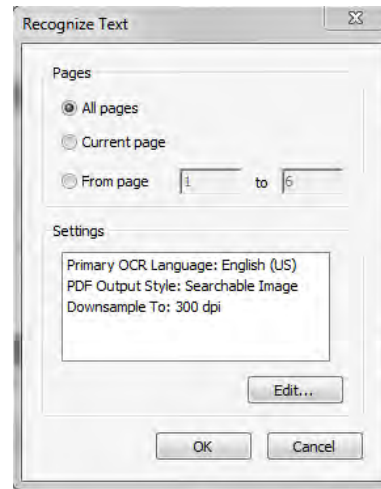 Recognize Text
Pages
All pages
Current page
From page 1 to 6
Settings
Primary OCR Language: English (US)
PDF Output Style: Searchable Image
Downsample To: 300 dpi
Edit...
OK Cancel